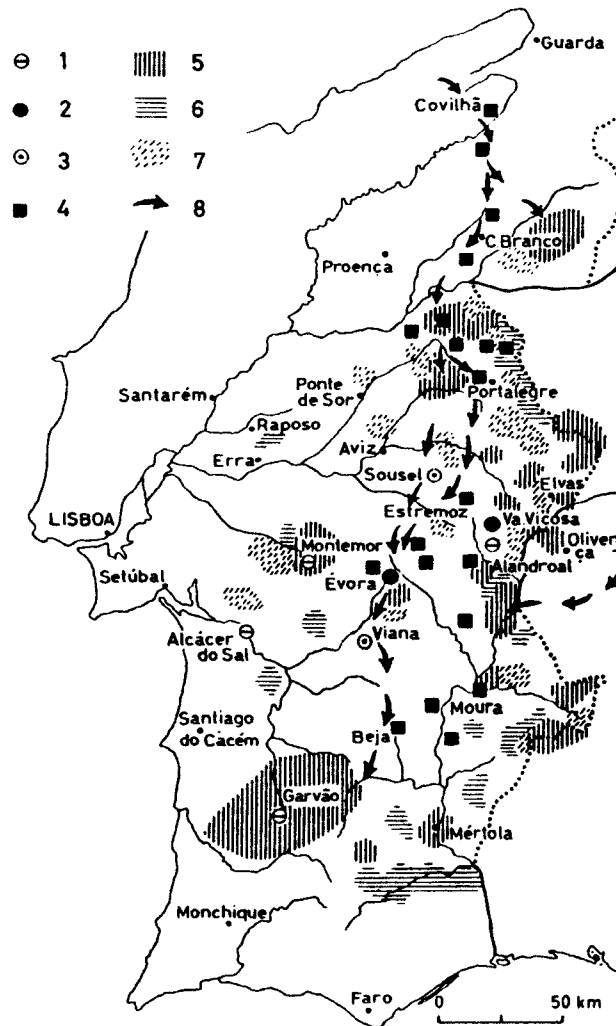 Guarda
1 5
Covilhã
2 6
3 7
4 8
C. Branco
Proença
Portalegre
Ponte
de Sor
Santarém
Raposo
Aviz
Erra
Sousel
Elvas
Estremoz
LISBOA
Va Viçosa
Montemor
Oliven
ça
Alandroal
Setúbal
Évora
Viana
Alcácer
do Sal
Moura
Santiago
do Cacém
Beja
Garvão
Mértola
Monchique
Faro
0 50 km